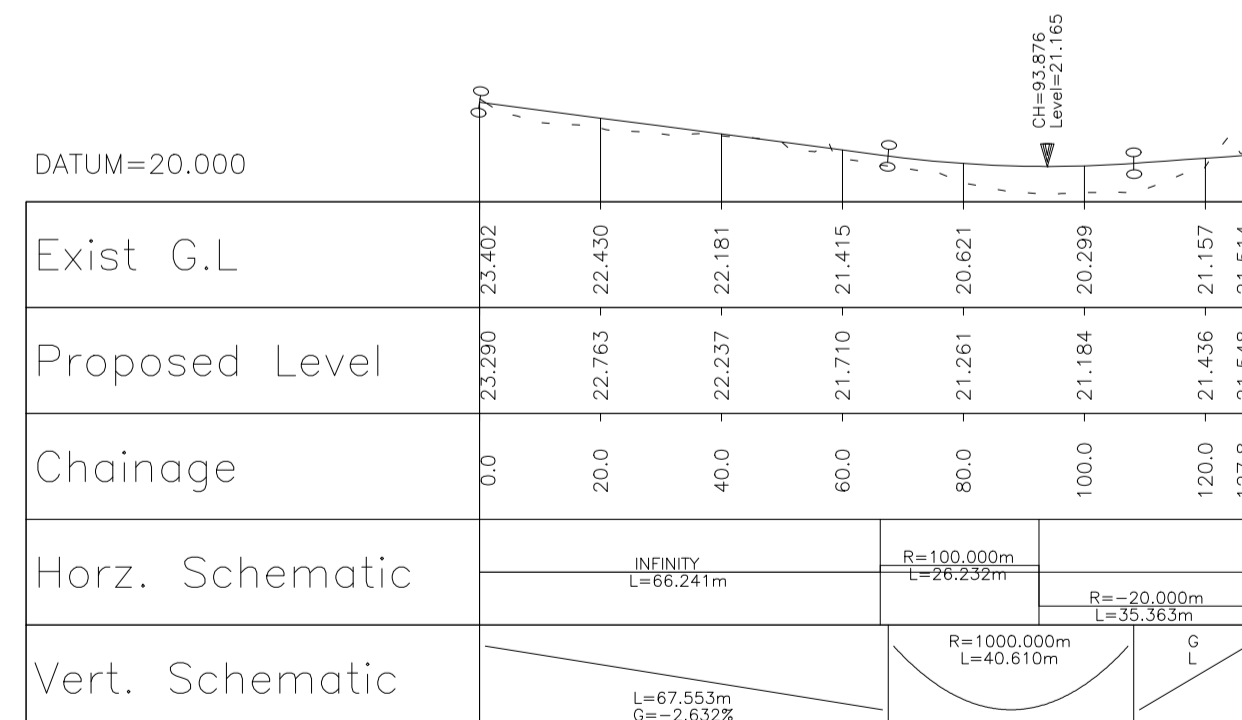 CH=93.876
Level=21.165
DATUM=20.000
Exist G.L
23.402
22.430
22.181
21.415
20.621
20.299
21.157
Proposed Level
23.290
22.763
22.237
21.710
21.261
21.184
21.436
Chainage
0.0
20.0
40.0
60.0
80.0
100.0
120.0
Horz. Schematic
INFINITY
L=66.241m
R=100.000m
L=26.232m
R=-20.000m
L=35.363m
Vert. Schematic
L=67.553m
G=-2.632%
R=1000.000m
L=40.610m
G
L